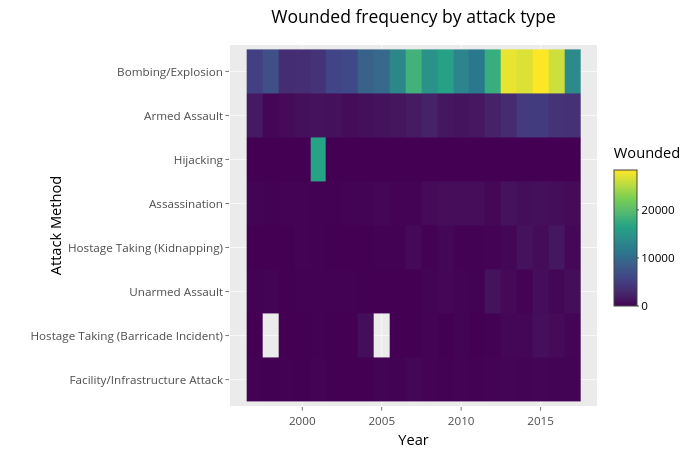 Wounded frequency by attack type
Bombing/Explosion
Armed Assault
Hijacking
Assassination
Hostage Taking (Kidnapping)
Unarmed Assault
Hostage Taking (Barricade Incident)
Facility/Infrastructure Attack
Attack Method
2000
2005
2010
2015
Year
Wounded
20000
10000
0